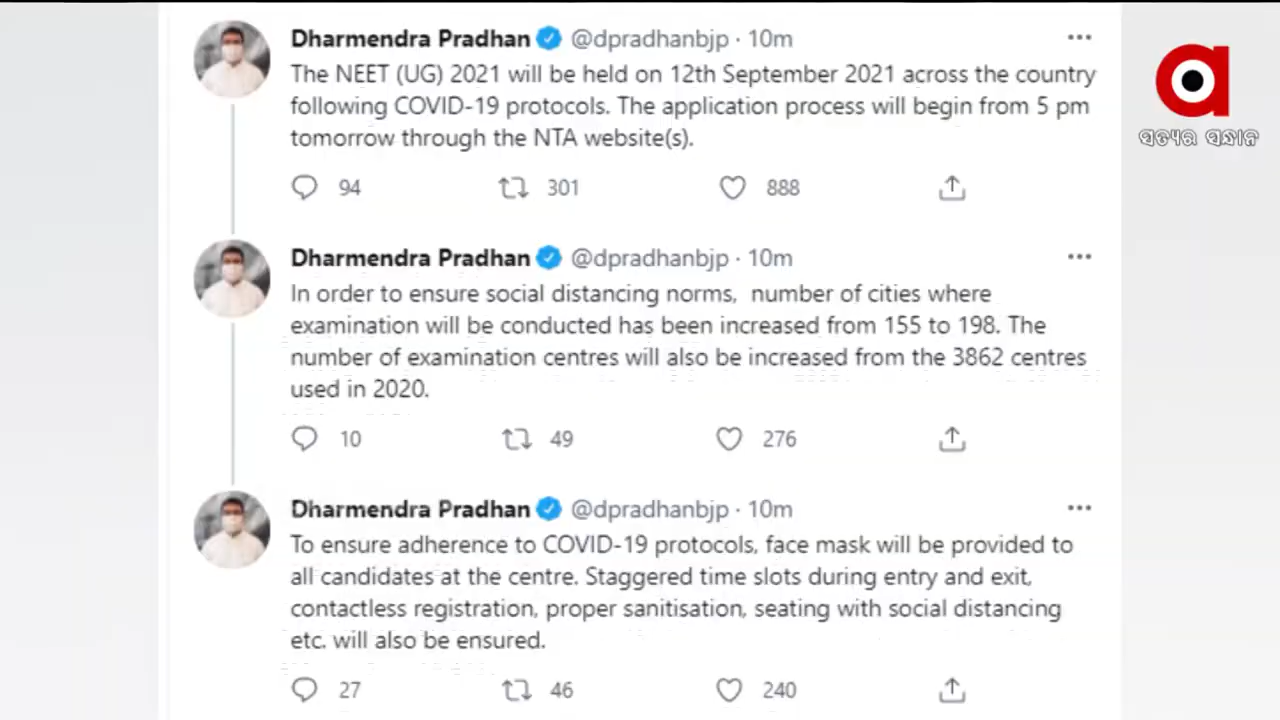 Dharmendra Pradhan @dpradhanbjp · 10m
The NEET (UG) 2021 will be held on 12th September 2021 across the country
following COVID-19 protocols. The application process will begin from 5 pm
tomorrow through the NTA website(s).
94 301 888
Dharmendra Pradhan @dpradhanbjp · 10m
In order to ensure social distancing norms,  number of cities where
examination will be conducted has been increased from 155 to 198. The
number of examination centres will also be increased from the 3862 centres
used in 2020.
10 49 276
Dharmendra Pradhan @dpradhanbjp · 10m
To ensure adherence to COVID-19 protocols, face mask will be provided to
all candidates at the centre. Staggered time slots during entry and exit,
contactless registration, proper sanitisation, seating with social distancing
etc. will also be ensured.
27 46 240
a
ସତ୍ୟର ସନ୍ଧାନ